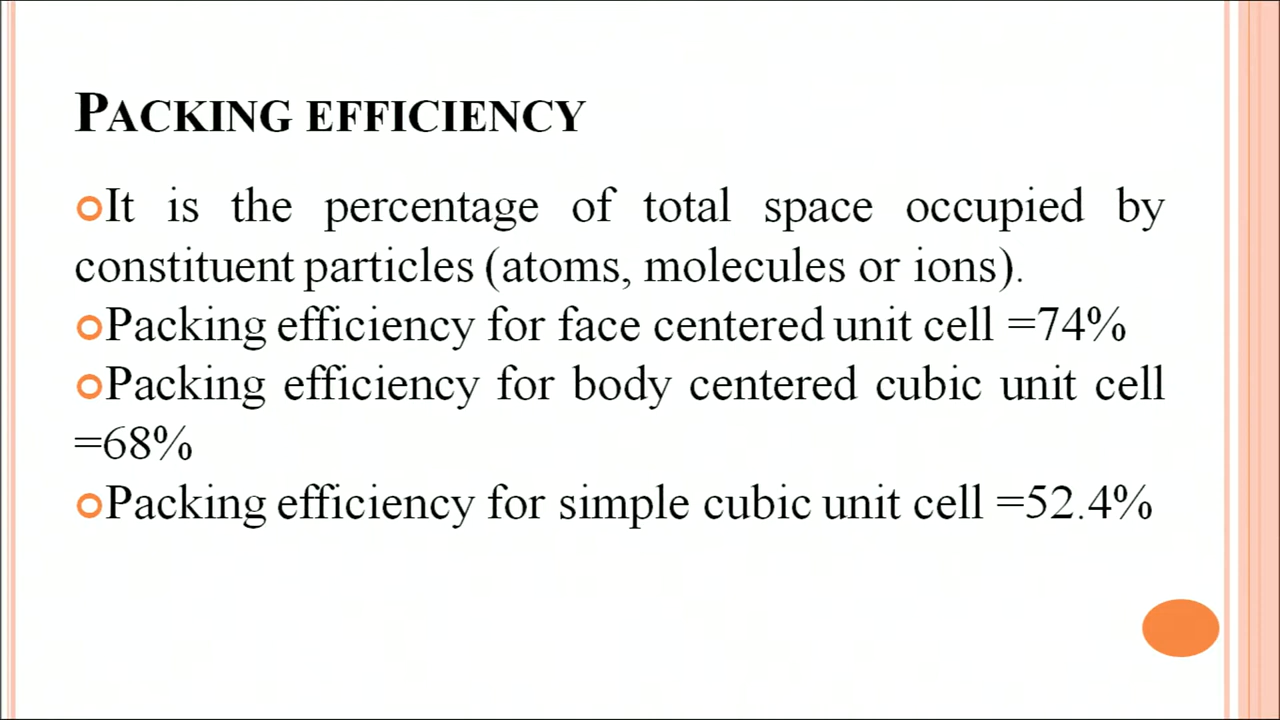 PACKING EFFICIENCY
It is the percentage of total space occupied by
constituent particles (atoms, molecules or ions).
Packing efficiency for face centered unit cell =74%
Packing efficiency for body centered cubic unit cell
=68%
Packing efficiency for simple cubic unit cell =52.4%